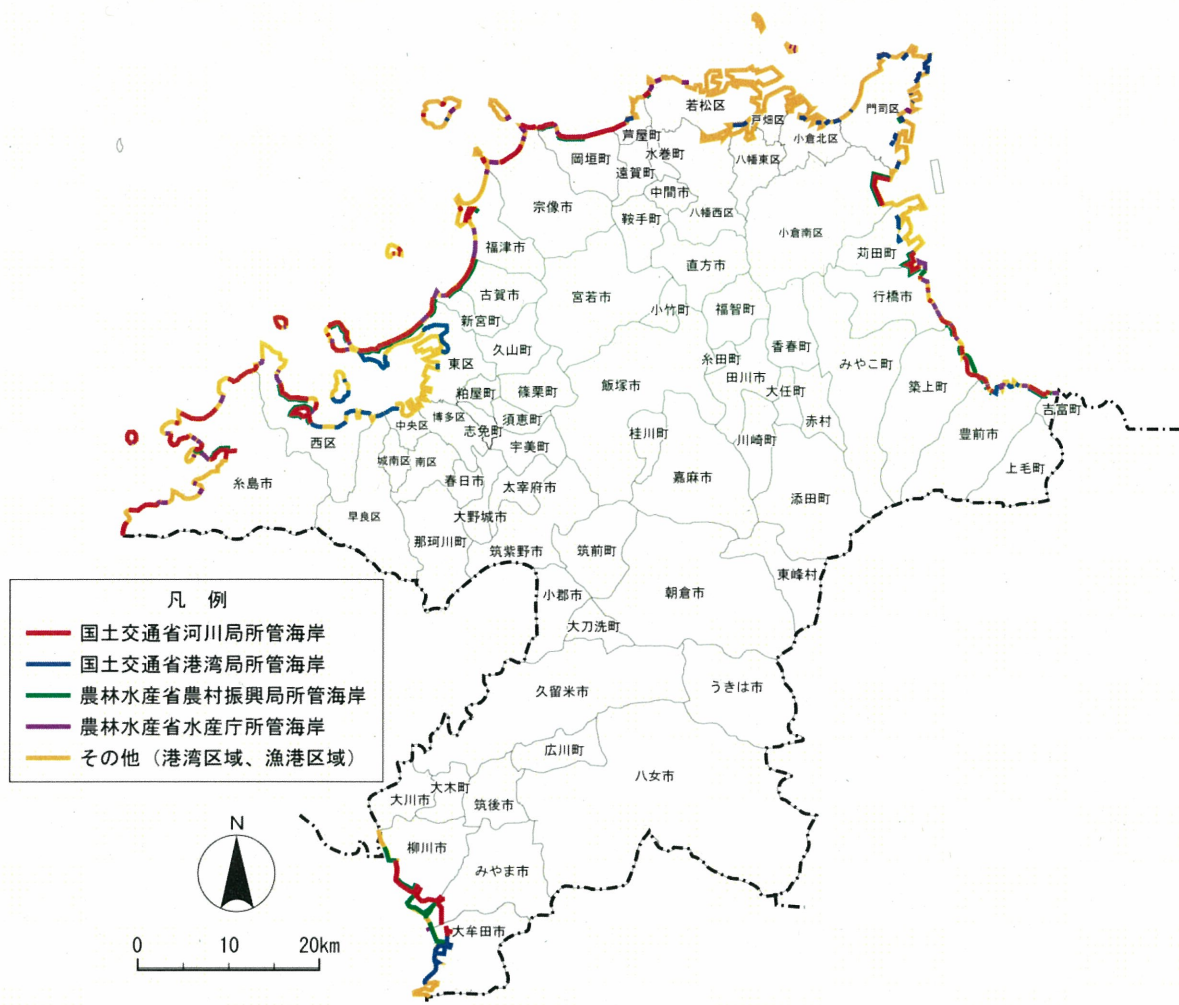 若松区
門司区
戸畑区
小倉北区
芦屋町
水巻町
岡垣町
遠賀町
八幡東区
中間市
宗像市
鞍手町
八幡西区
小倉南区
福津市
苅田町
直方市
行橋市
古賀市
宮若市
小竹町
福智町
新宮町
香春町
久山町
糸田町
みやこ町
東区
田川市
築上町
粕屋町
篠栗町
飯塚市
大任町
吉富町
博多区
中央区
須恵町
赤村
志免町
桂川町
川崎町
豊前市
西区
宇美町
城南区
南区
上毛町
糸島市
春日市
太宰府市
嘉麻市
添田町
早良区
大野城市
那珂川町
筑紫野市
筑前町
東峰村
小郡市
朝倉市
大刀洗町
凡 例
国土交通省河川局所管海岸
国土交通省港湾局所管海岸
農林水産省農村振興局所管海岸
農林水産省水産庁所管海岸
その他（港湾区域、漁港区域）
久留米市
うきは市
広川町
八女市
大木町
大川市
筑後市
N
柳川市
みやま市
大牟田市
0 10 20km